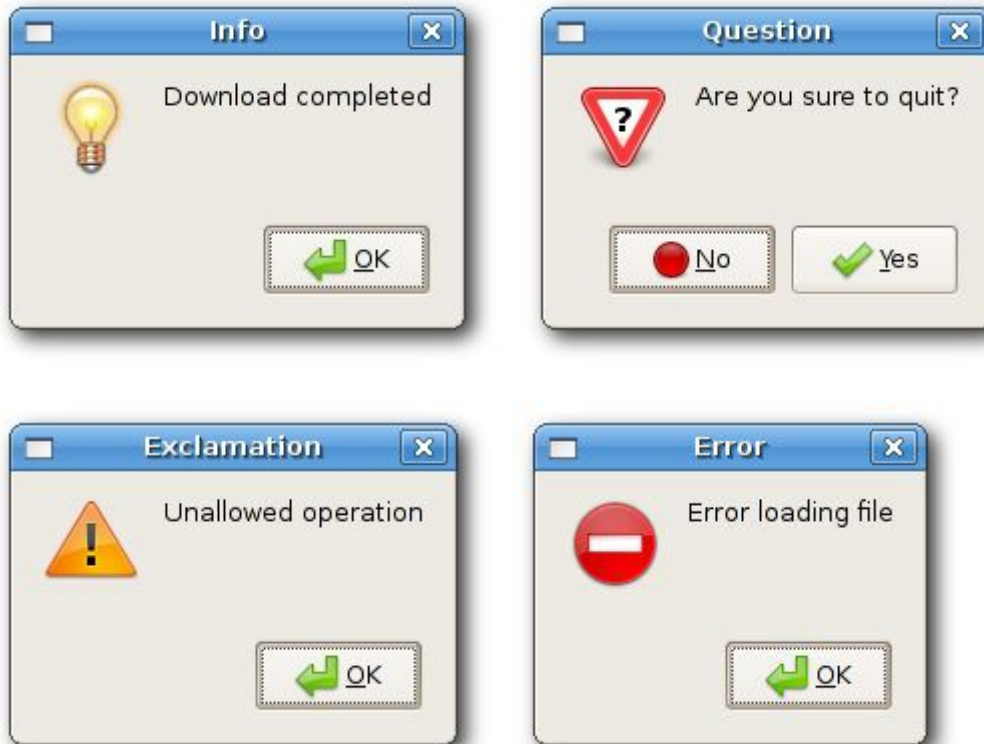 Info
Download completed
OK
Question
?
Are you sure to quit?
No
Yes
Exclamation
!
Unallowed operation
OK
Error
Error loading file
OK